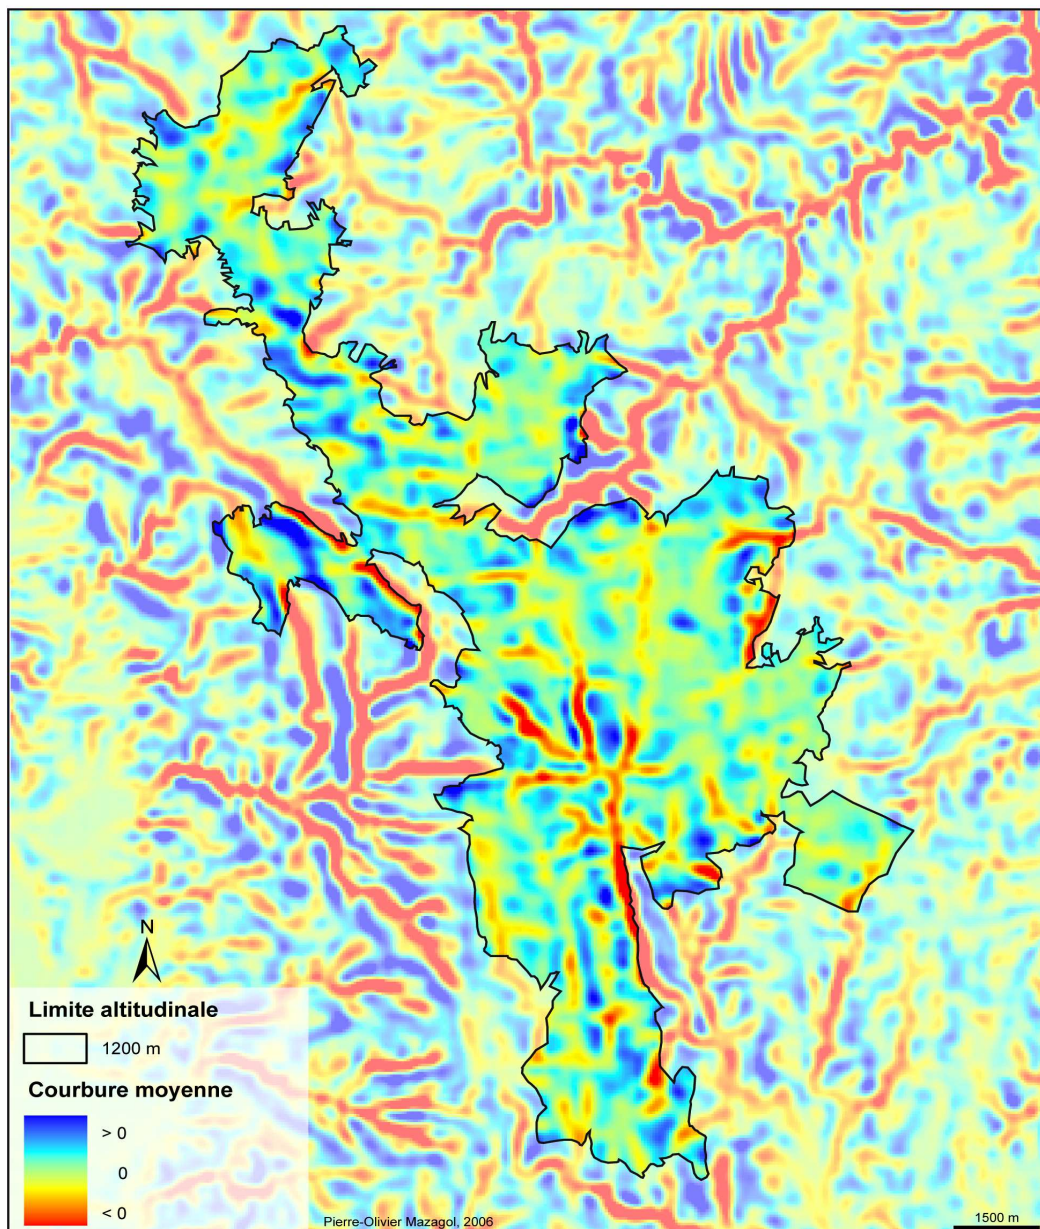 N
Limite altitudinale
1200 m
Courbure moyenne
> 0
0
< 0
Pierre-Olivier Mazagol, 2006
1500 m